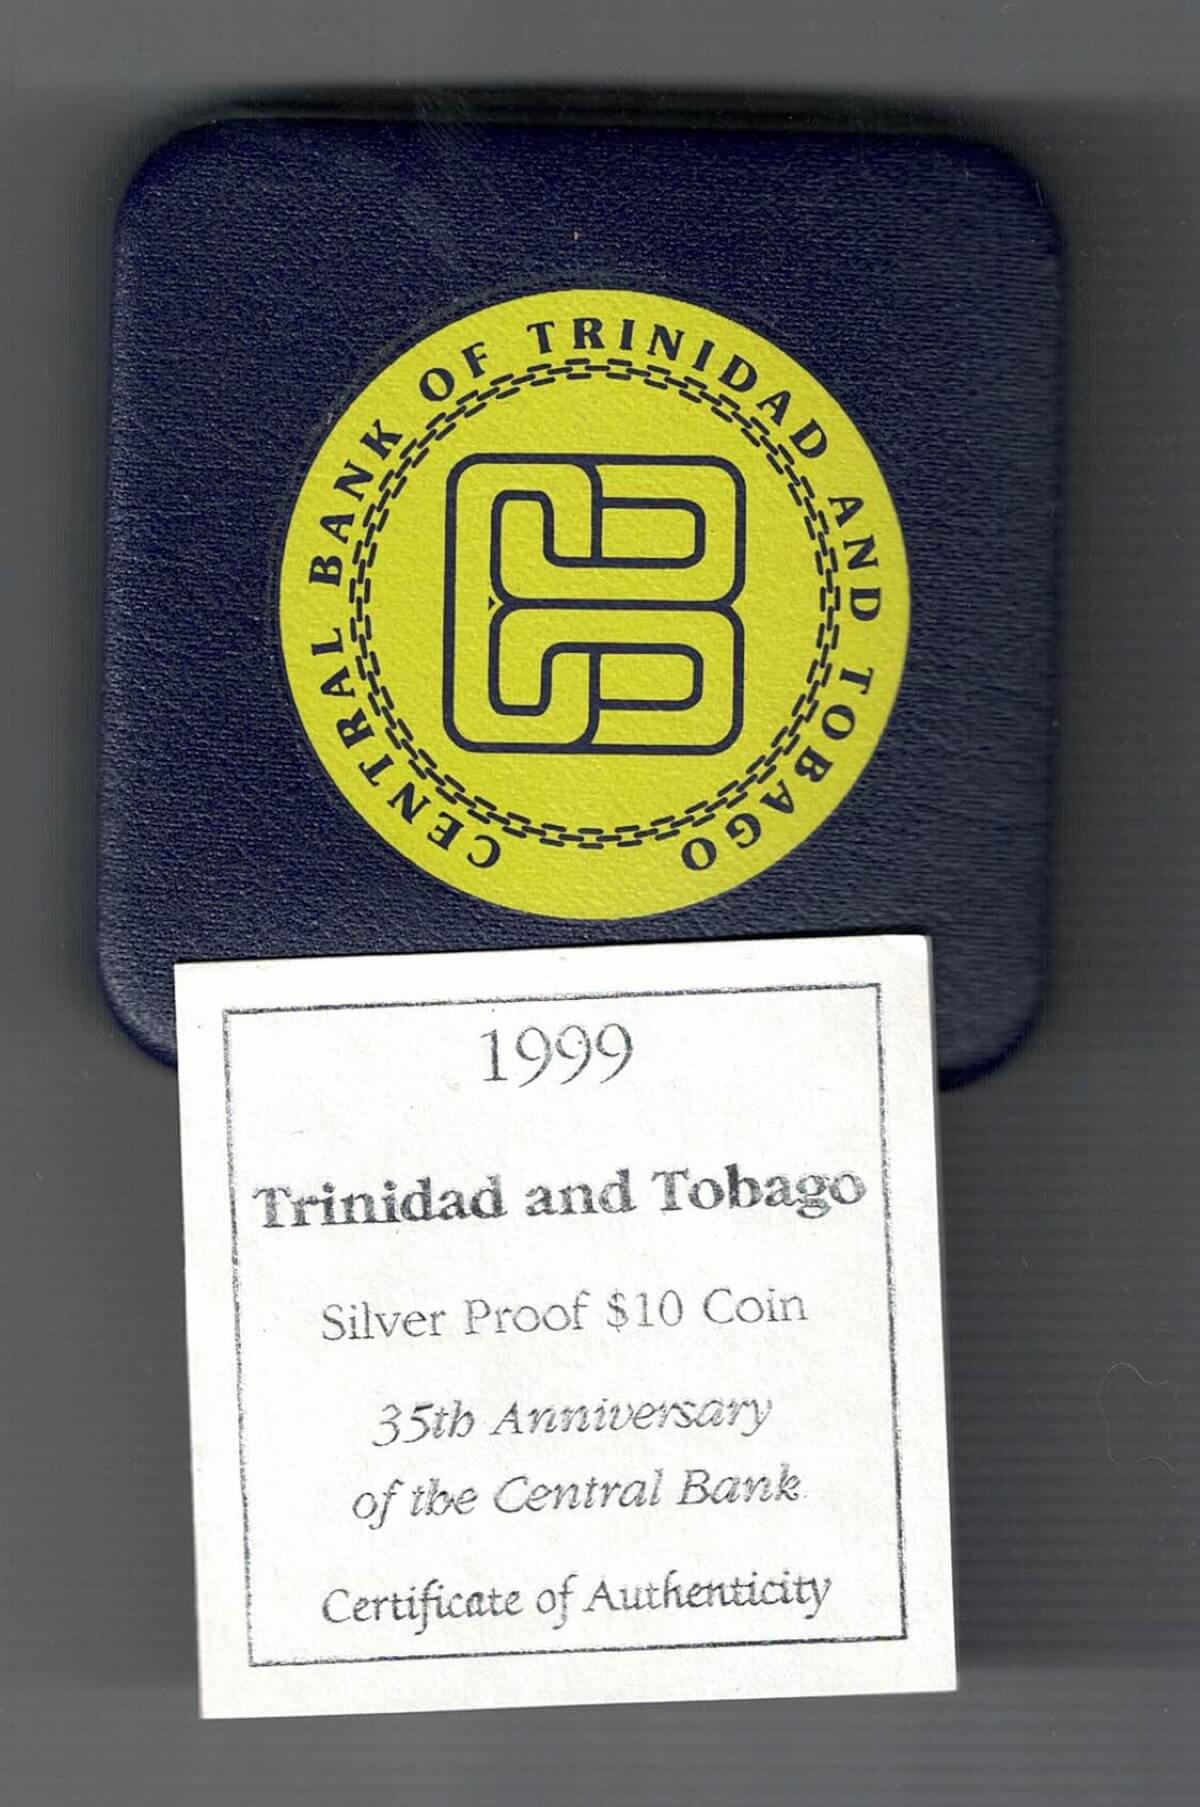 CENTRAL BANK OF TRINIDAD AND TOBAGO
1999
Trinidad and Tobago
Silver Proof $10 Coin
35th Anniversary
of the Central Bank
Certificate of Authenticity